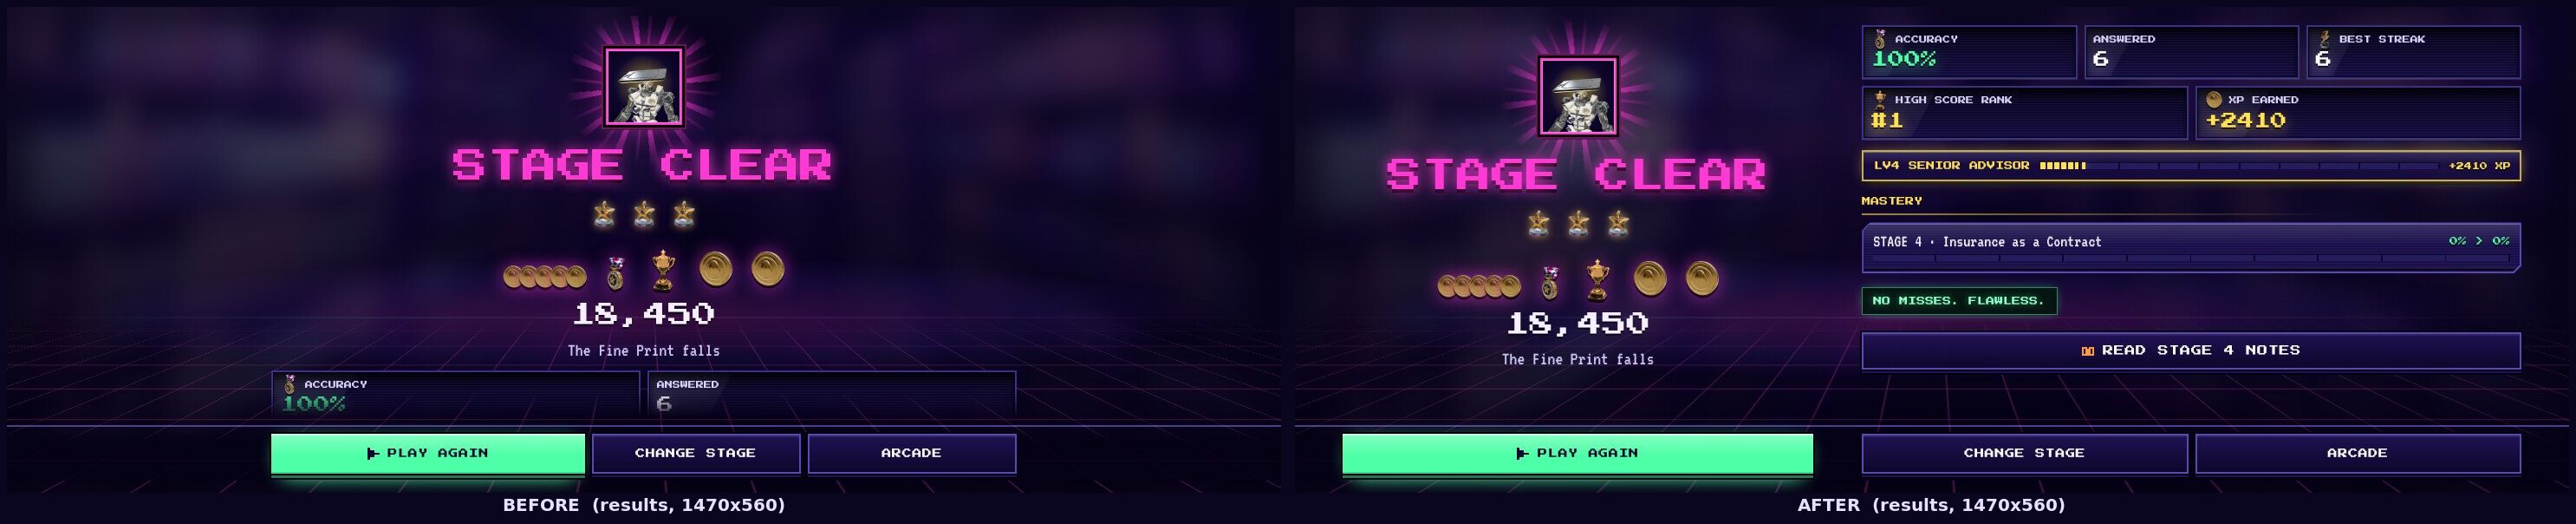 STAGE CLEAR
18,450
The Fine Print falls
ACCURACY
100%
ANSWERED
6
PLAY AGAIN
CHANGE STAGE
ARCADE
BEFORE (results, 1470x560)
STAGE CLEAR
18,450
The Fine Print falls
ACCURACY
100%
ANSWERED
6
BEST STREAK
6
HIGH SCORE RANK
#1
XP EARNED
+2410
LV4 SENIOR ADVISOR
+2410 XP
MASTERY
STAGE 4 · Insurance as a Contract
0% > 0%
NO MISSES. FLAWLESS.
READ STAGE 4 NOTES
PLAY AGAIN
CHANGE STAGE
ARCADE
AFTER (results, 1470x560)